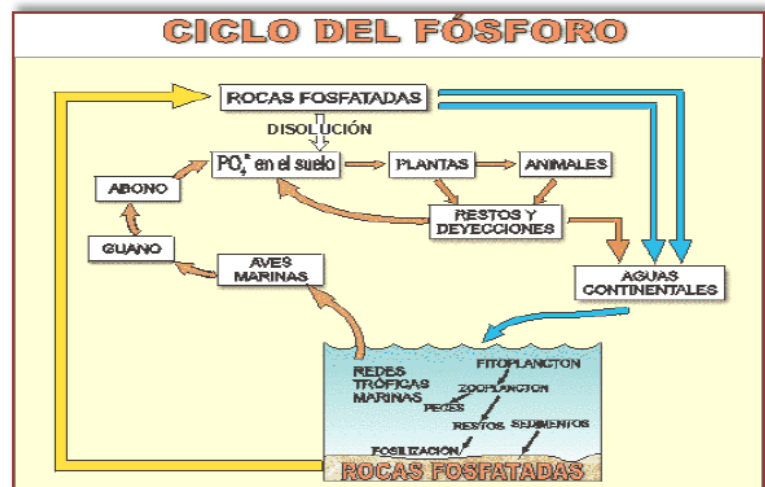 CICLO DEL FÓSFORO
ROCAS FOSFATADAS
DISOLUCIÓN
PO₄⁼ en el suelo
PLANTAS
ANIMALES
ABONO
RESTOS Y
DEYECCIONES
GUANO
AVES
MARINAS
AGUAS
CONTINENTALES
REDES
TRÓFICAS
MARINAS
FITOPLANCTON
ZOOPLANCTON
PECES
RESTOS
SEDIMENTOS
FOSILIZACIÓN
ROCAS FOSFATADAS